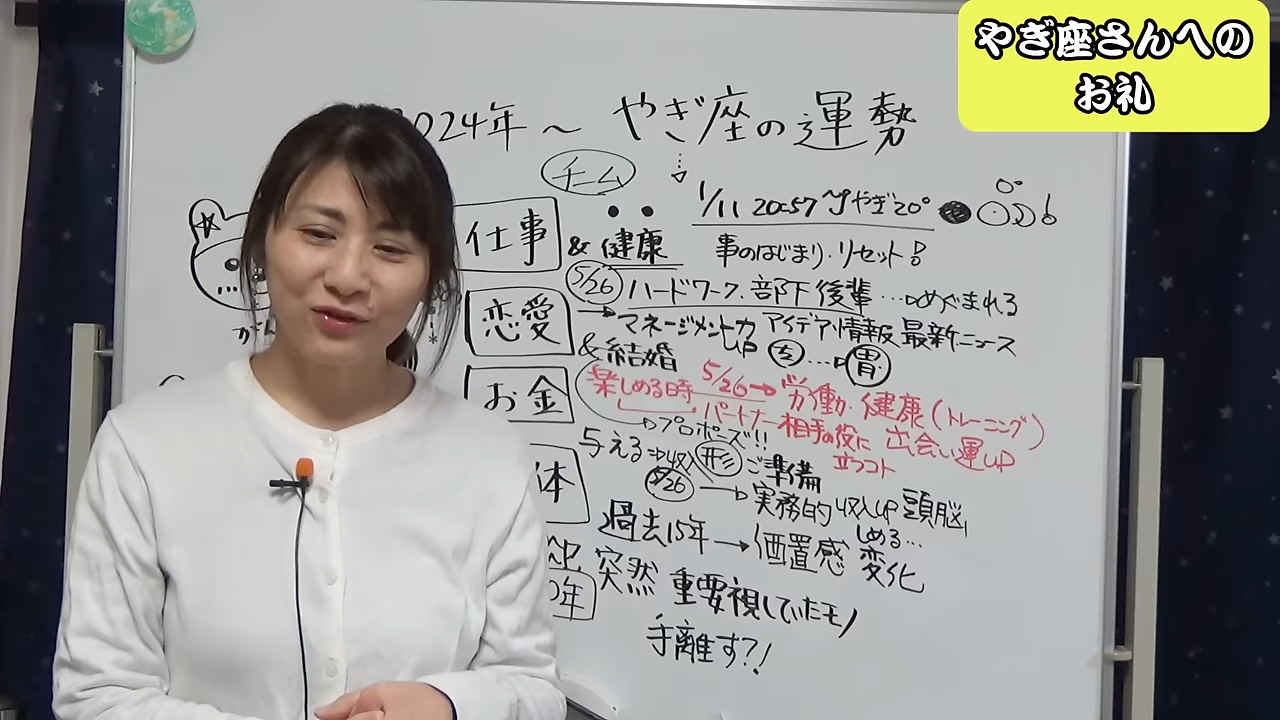 やぎ座さんへの
お礼
2024年～ やぎ座の運勢
チーム
1/11 20:57 やぎ20°
仕事
& 健康
事のはじまり・リセット
5/26 ハードワーク・部下後輩…めぐまれる
恋愛
マネージメント力UP アイデア/情報 最新ニュース
胃
&結婚
楽しめる時 5/26→労働・健康(トレーニング)
お金
パートナー相手の役に立つコト 出会い運UP
プロポーズ!!
与える⇒収 形 ご準備
体
5/26 →実務的収入UP 頭脳
しめる…
過去15年→価置感 変化
突然 重要視していたモノ
年
手離す?!